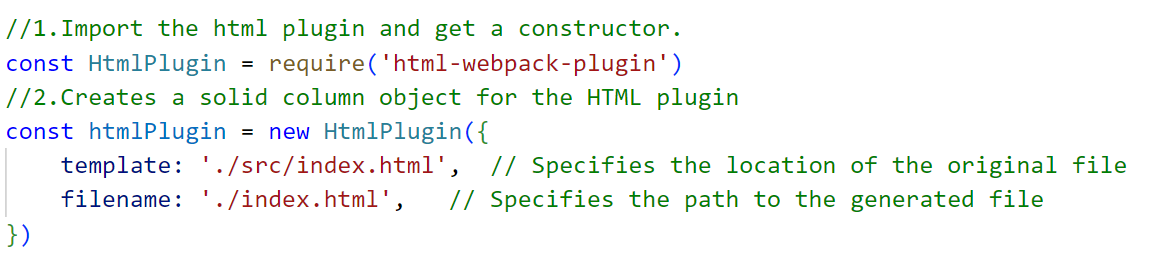 //1.Import the html plugin and get a constructor.
const HtmlPlugin = require('html-webpack-plugin')
//2.Creates a solid column object for the HTML plugin
const htmlPlugin = new HtmlPlugin({
    template: './src/index.html',  // Specifies the location of the original file
    filename: './index.html',   // Specifies the path to the generated file
})